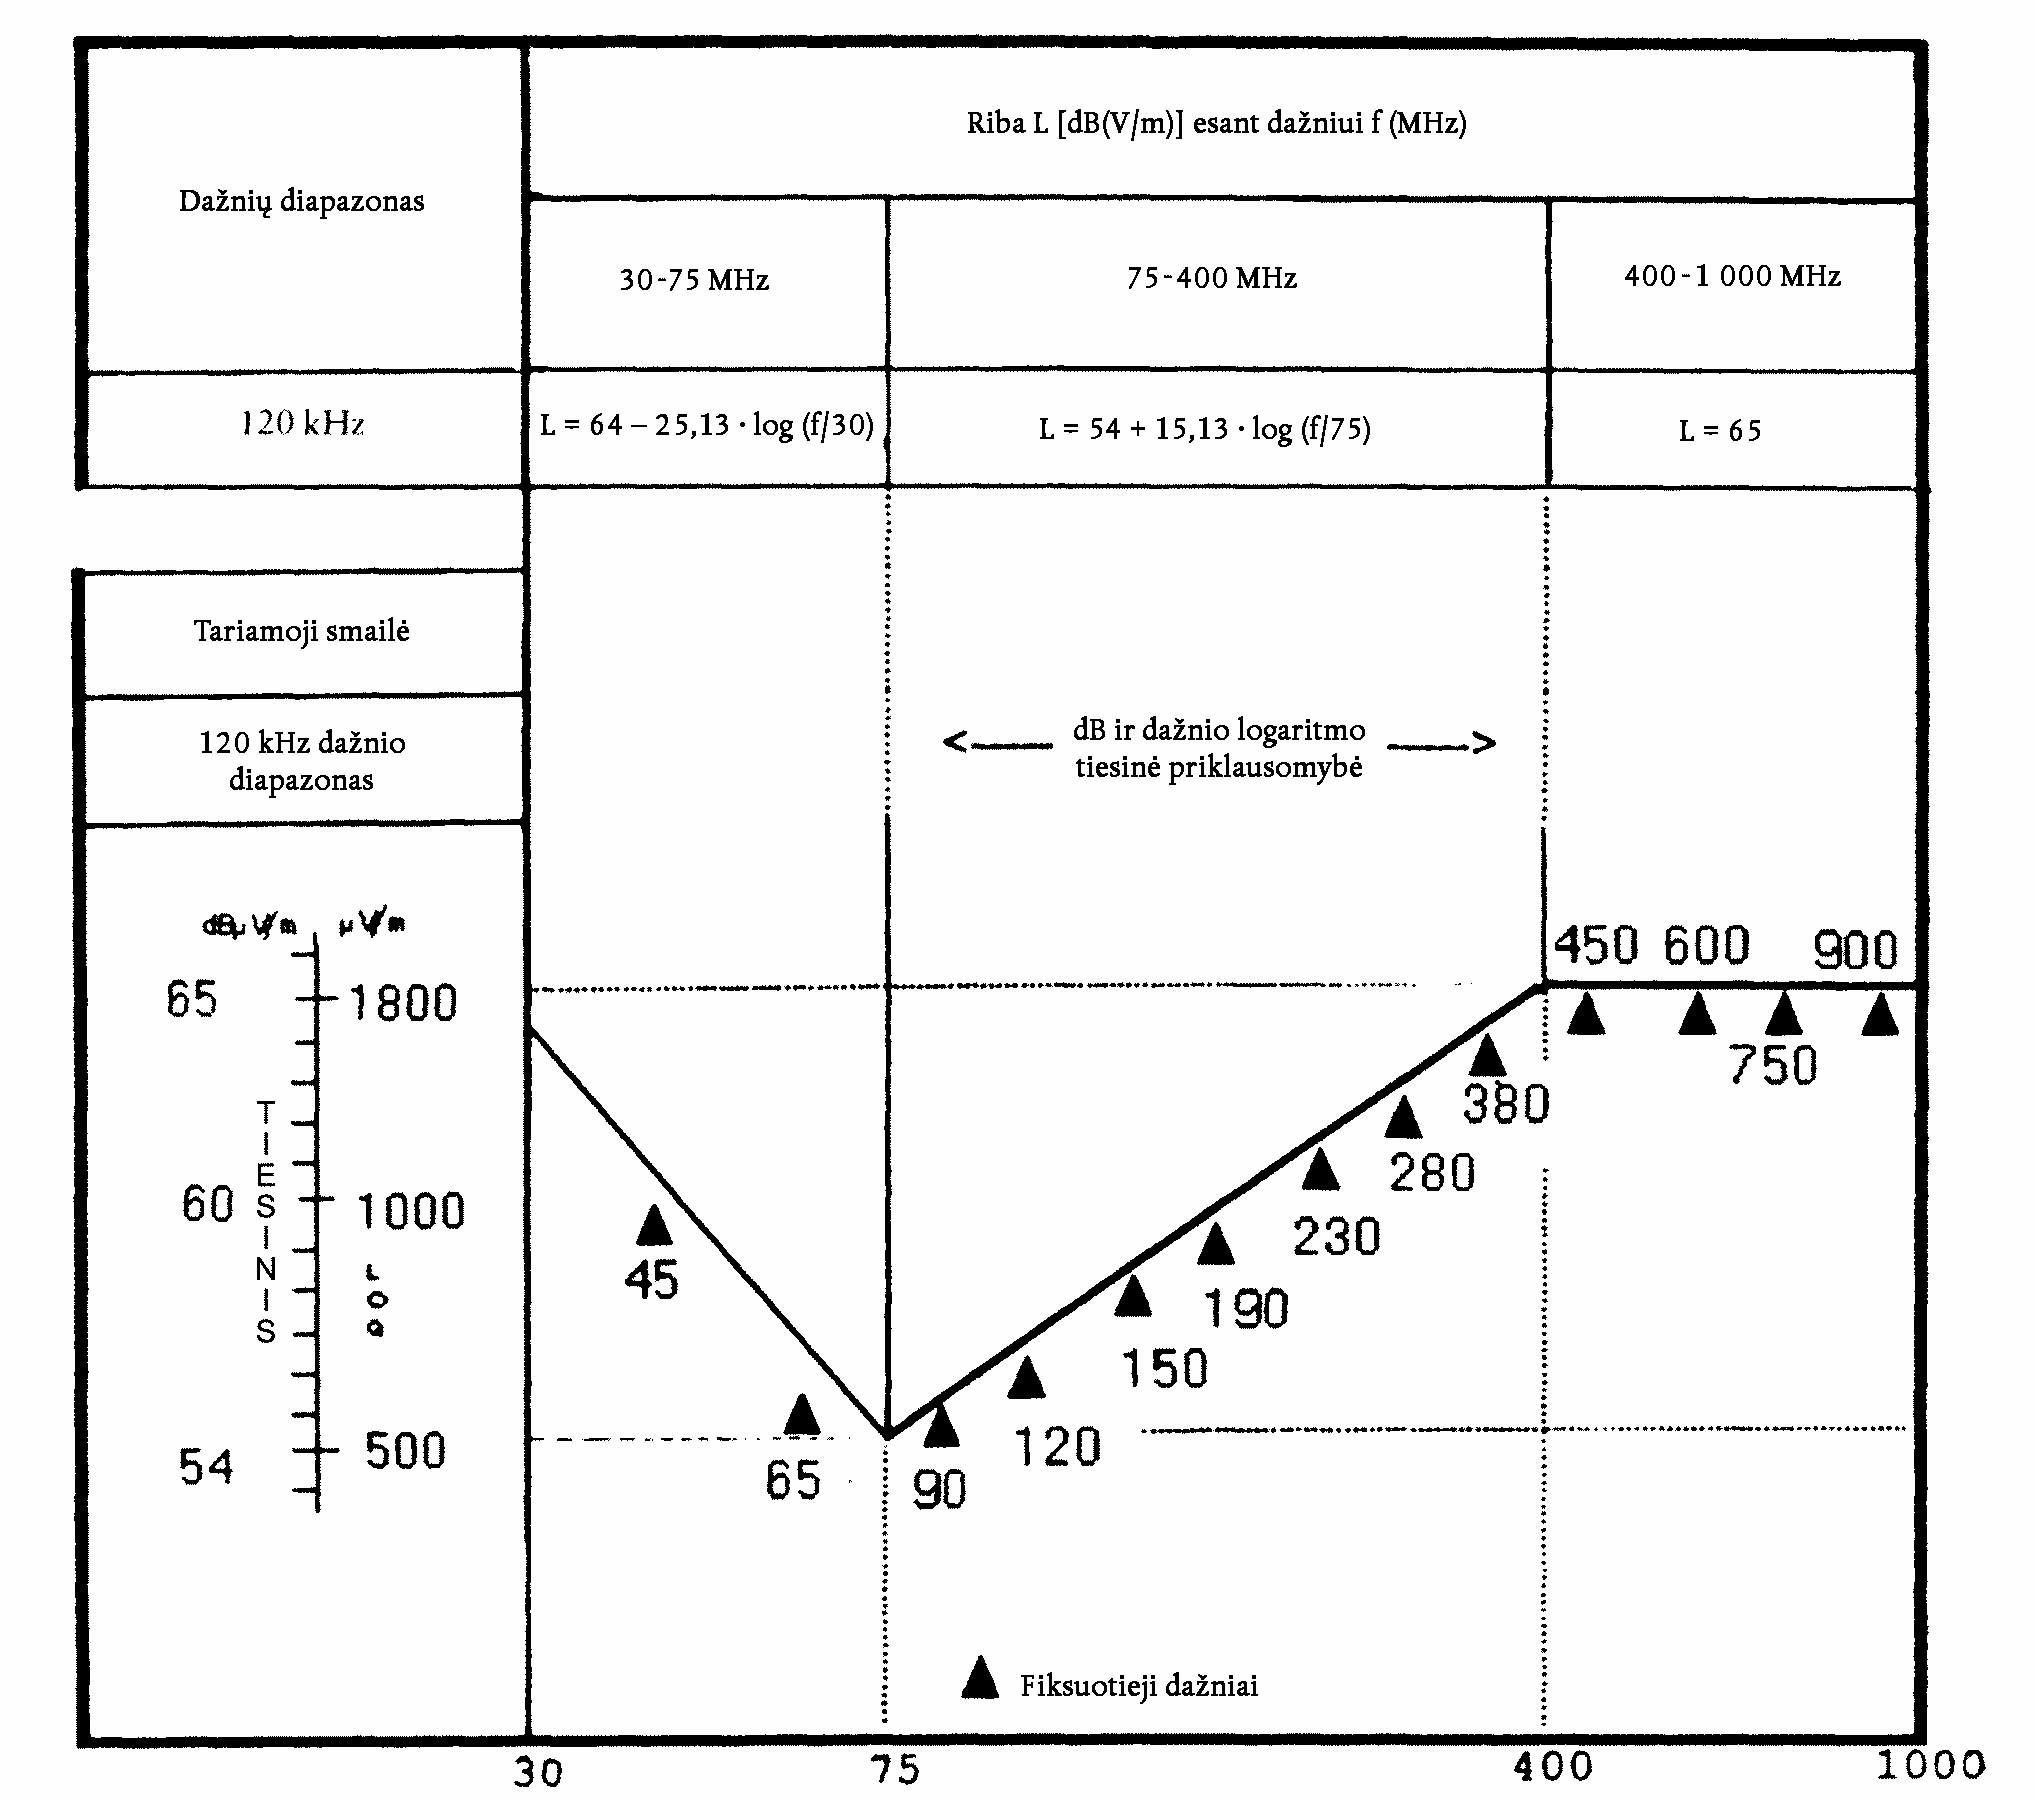 Riba L [dB(V/m)] esant dažniui f (MHz)
Dažnių diapazonas
30-75 MHz
75-400 MHz
400-1 000 MHz
120 kHz
L = 64 – 25,13 · log (f/30)
L = 54 + 15,13 · log (f/75)
L = 65
Tariamoji smailė
120 kHz dažnio
diapazonas
dB ir dažnio logaritmo
tiesinė priklausomybė
<
>
dBµV/m
µV/m
65
1800
60
1000
54
500
TIESINIS
LOG
45
65
90
120
150
190
230
280
380
450
600
750
900
Fiksuotieji dažniai
30
75
400
1000